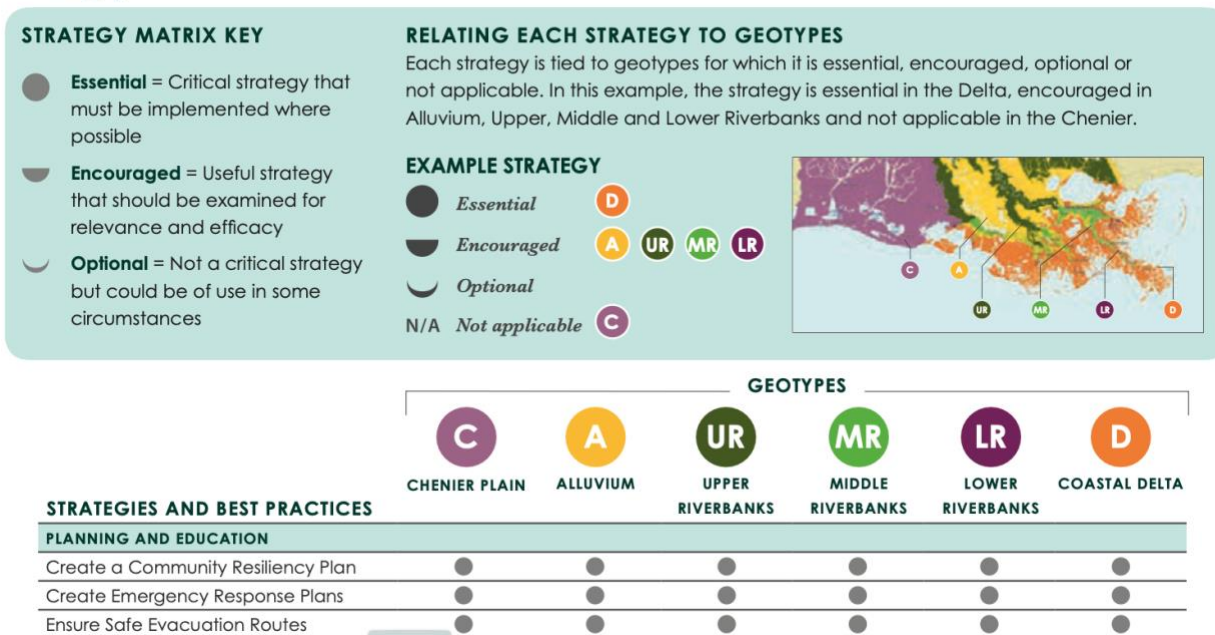 STRATEGY MATRIX KEY
Essential = Critical strategy that
must be implemented where
possible
Encouraged = Useful strategy
that should be examined for
relevance and efficacy
Optional = Not a critical strategy
but could be of use in some
circumstances
RELATING EACH STRATEGY TO GEOTYPES
Each strategy is tied to geotypes for which it is essential, encouraged, optional or
not applicable. In this example, the strategy is essential in the Delta, encouraged in
Alluvium, Upper, Middle and Lower Riverbanks and not applicable in the Chenier.
EXAMPLE STRATEGY
Essential D
Encouraged A UR MR LR
Optional
N/A Not applicable C
C A
UR MR LR D
GEOTYPES
C A UR MR LR D
CHENIER PLAIN ALLUVIUM UPPER RIVERBANKS MIDDLE RIVERBANKS LOWER RIVERBANKS COASTAL DELTA
STRATEGIES AND BEST PRACTICES
PLANNING AND EDUCATION
Create a Community Resiliency Plan
Create Emergency Response Plans
Ensure Safe Evacuation Routes